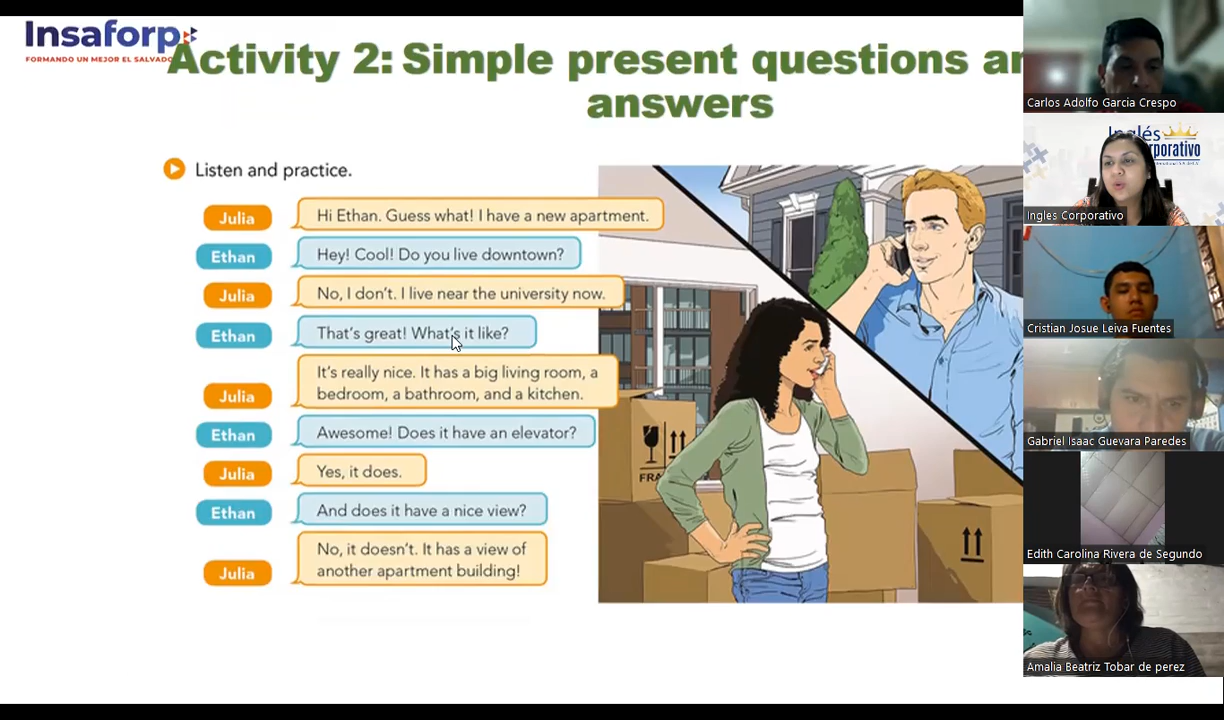 Insaforp
FORMANDO UN MEJOR EL SALVADO
Activity 2: Simple present questions an
answers
Listen and practice.
Julia
Hi Ethan. Guess what! I have a new apartment.
Ethan
Hey! Cool! Do you live downtown?
Julia
No, I don't. I live near the university now.
Ethan
That's great! What's it like?
Julia
It's really nice. It has a big living room, a
bedroom, a bathroom, and a kitchen.
Ethan
Awesome! Does it have an elevator?
Julia
Yes, it does.
Ethan
And does it have a nice view?
Julia
No, it doesn't. It has a view of
another apartment building!
FRA
Carlos Adolfo Garcia Crespo
Inglés
rporativo
Ingles Corporativo
Cristian Josue Leiva Fuentes
Gabriel Isaac Guevara Paredes
Edith Carolina Rivera de Segundo
Amalia Beatriz Tobar de perez